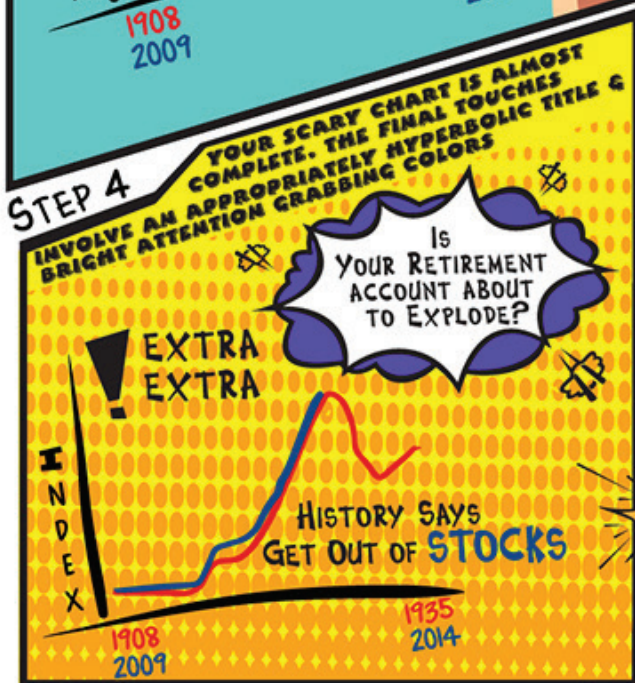 1908
2009
STEP 4
YOUR SCARY CHART IS ALMOST
COMPLETE. THE FINAL TOUCHES
INVOLVE AN APPROPRIATELY HYPERBOLIC TITLE &
BRIGHT ATTENTION GRABBING COLORS
IS
YOUR RETIREMENT
ACCOUNT ABOUT
TO EXPLODE?
! EXTRA
EXTRA
INDEX
HISTORY SAYS
GET OUT OF STOCKS
1908
2009
1935
2014